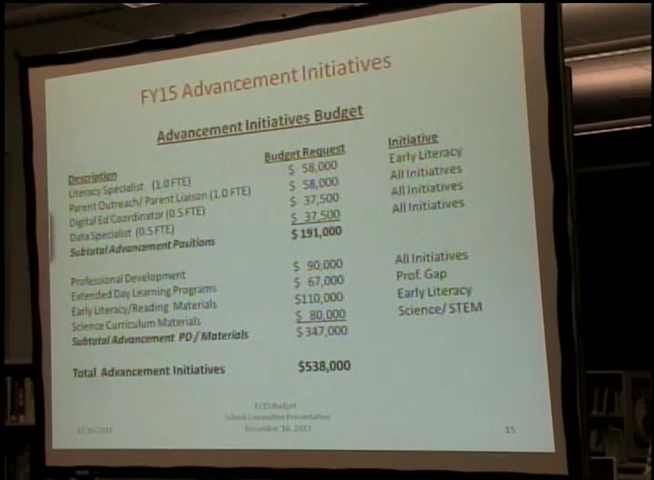 FY15 Advancement Initiatives
Advancement Initiatives Budget
Description Budget Request Initiative
Literacy Specialist (1.0 FTE) $ 58,000 Early Literacy
Parent Outreach/ Parent Liaison (1.0 FTE) $ 58,000 All Initiatives
Digital Ed Coordinator (0.5 FTE) $ 37,500 All Initiatives
Data Specialist (0.5 FTE) $ 37,500 All Initiatives
Subtotal Advancement Positions $191,000
Professional Development $ 90,000 All Initiatives
Extended Day Learning Programs $ 67,000 Prof. Gap
Early Literacy/Reading Materials $110,000 Early Literacy
Science Curriculum Materials $ 80,000 Science/ STEM
Subtotal Advancement PD / Materials $347,000
Total Advancement Initiatives $538,000
FY15 Budget
School Committee Presentation
December 16, 2013
15